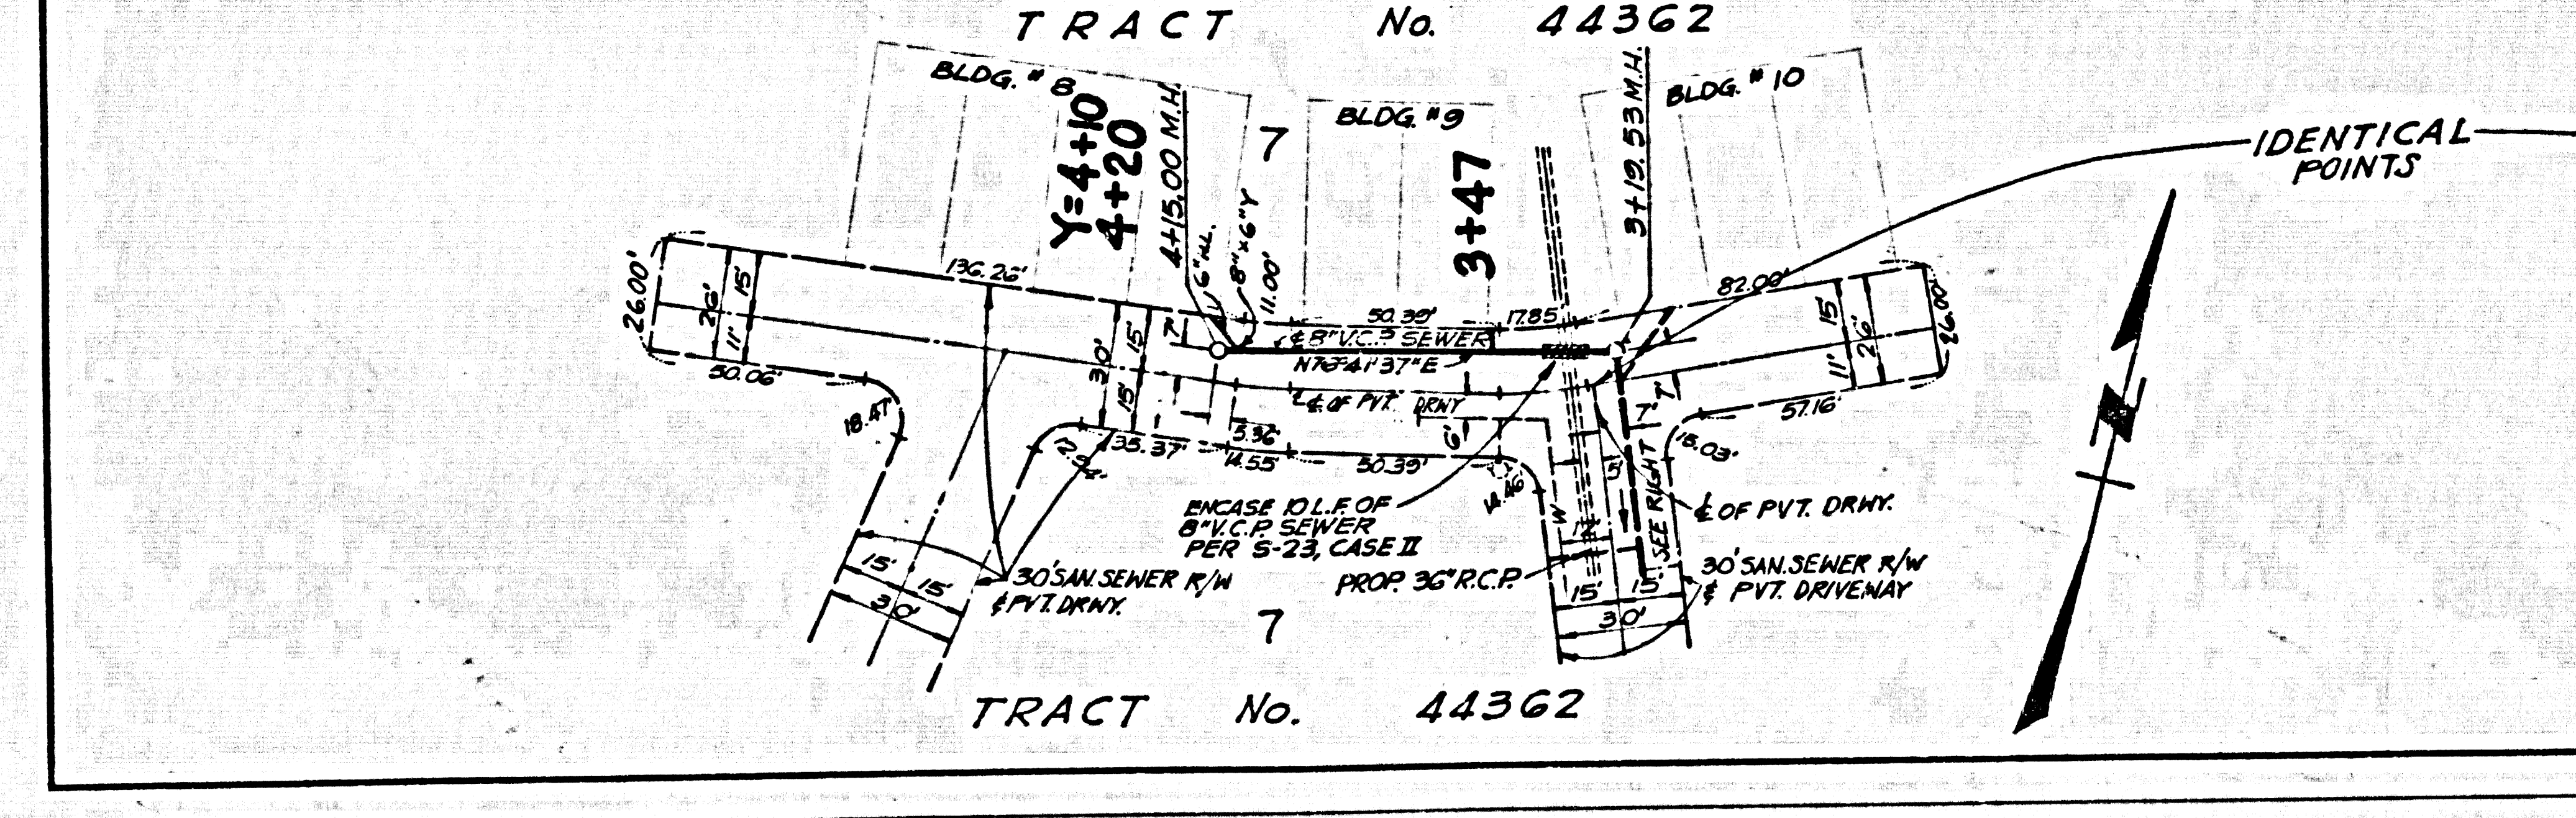 TRACT No. 44362
BLDG. # 8
BLDG. # 9
BLDG. # 10
Y=4+10
4+20
4+15.00 M.H.
7
3+47
3+19.53 M.H.
IDENTICAL
POINTS
6" HL.
8"x6"Y
11.00'
26.00'
26'
15'
11'
136.26'
50.06'
18.47'
30'
15'
15'
7'
50.39'
17.85
82.00'
℄ 8" V.C.P. SEWER
℄ OF PVT. DRWY
35.37'
5.36'
14.55'
50.39'
6'
14.46'
15'
11'
26'
26.00'
57.16'
7'
7'
18.03'
W
12'
5'
SEE RIGHT
℄ OF PVT. DRWY.
ENCASE 10 L.F. OF
8" V.C.P. SEWER
PER S-23, CASE II
PROP. 36" R.C.P.
30' SAN. SEWER R/W
& PVT. DRWY.
15'
15'
30'
30' SAN. SEWER R/W
& PVT. DRIVEWAY
15'
15'
30'
7
N
TRACT No. 44362